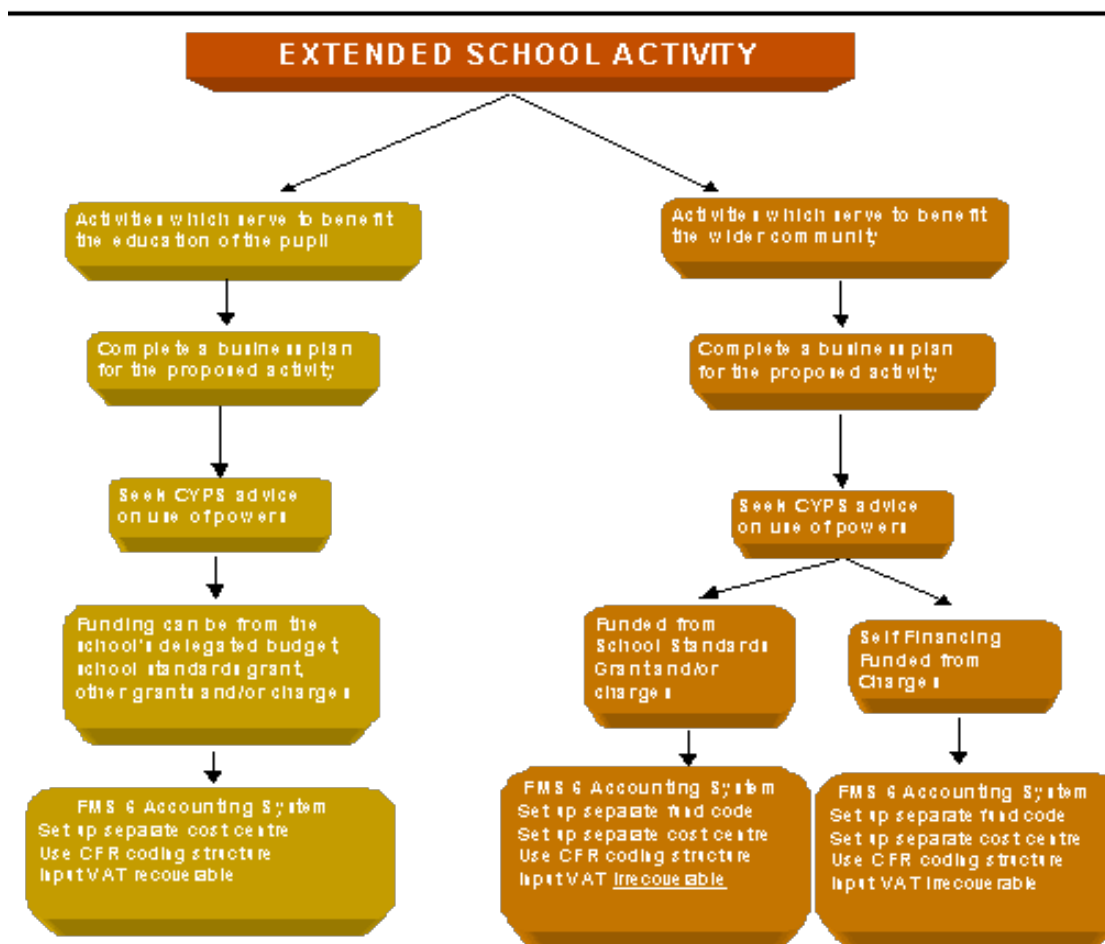 EXTENDED SCHOOL ACTIVITY
Activities which serve to benefit
the education of the pupil
Activities which serve to benefit
the wider community
Complete a business plan
for the proposed activity
Complete a business plan
for the proposed activity
Seek CYPS advice
on use of powers
Seek CYPS advice
on use of powers
Funding can be from the
school's delegated budget,
school standards grant,
other grants and/or charges
Funded from
School Standards
Grant and/or
charges
Self Financing
Funded from
Charges
FMS 6 Accounting System
Set up separate cost centre
Use CFR coding structure
Input VAT recoverable
FMS 6 Accounting System
Set up separate fund code
Set up separate cost centre
Use CFR coding structure
Input VAT Irrecoverable
FMS 6 Accounting System
Set up separate fund code
Set up separate cost centre
Use CFR coding structure
Input VAT Irrecoverable